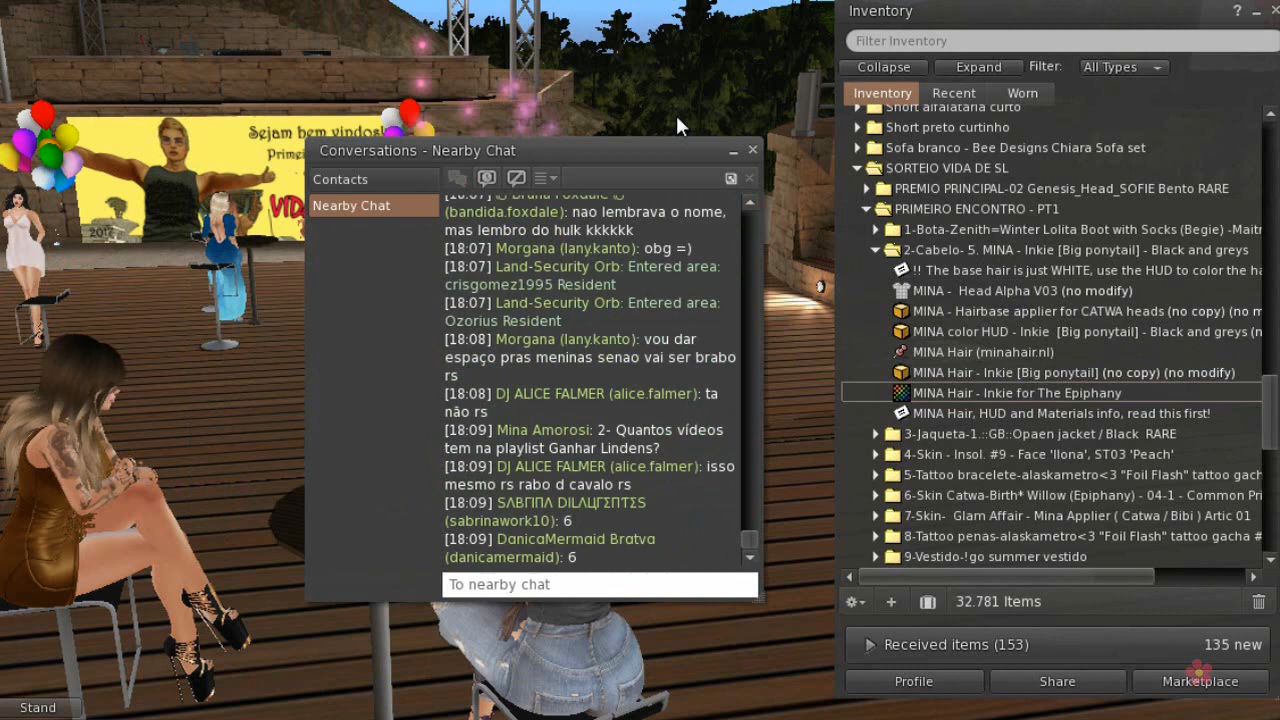 Sejam bem vindos!
Primei
VID
2017
Conversations - Nearby Chat
Contacts
Nearby Chat
(bandida.foxdale): nao lembrava o nome,
mas lembro do hulk kkkkkk
[18:07] Morgana (lany.kanto): obg =)
[18:07] Land-Security Orb: Entered area:
crisgomez1995 Resident
[18:07] Land-Security Orb: Entered area:
Ozorius Resident
[18:08] Morgana (lany.kanto): vou dar
espaço pras meninas senao vai ser brabo
rs
[18:08] DJ ALICE FALMER (alice.falmer): ta
não rs
[18:09] Mina Amorosi: 2- Quantos vídeos
tem na playlist Ganhar Lindens?
[18:09] DJ ALICE FALMER (alice.falmer): isso
mesmo rs rabo d cavalo rs
[18:09] SΛBΓIΠΛ DILΛЦΓΣПTΣS
(sabrinawork10): 6
[18:09] DαnicαMermαid Brαtvα
(danicamermaid): 6
To nearby chat
Inventory
Filter Inventory
Collapse Expand Filter: All Types
Inventory Recent Worn
Short alfaiataria curto
Short preto curtinho
Sofa branco - Bee Designs Chiara Sofa set
SORTEIO VIDA DE SL
PREMIO PRINCIPAL-02 Genesis_Head_SOFIE Bento RARE
PRIMEIRO ENCONTRO - PT1
1-Bota-Zenith=Winter Lolita Boot with Socks (Begie) -Maitr
2-Cabelo- 5. MINA - Inkie [Big ponytail] - Black and greys
!! The base hair is just WHITE, use the HUD to color the ha
MINA - Head Alpha V03 (no modify)
MINA - Hairbase applier for CATWA heads (no copy) (no m
MINA color HUD - Inkie [Big ponytail] - Black and greys (n
MINA Hair (minahair.nl)
MINA Hair - Inkie [Big ponytail] (no copy) (no modify)
MINA Hair - Inkie for The Epiphany
MINA Hair, HUD and Materials info, read this first!
3-Jaqueta-1.::GB::Opaen jacket / Black RARE
4-Skin - Insol. #9 - Face 'Ilona', ST03 'Peach'
5-Tattoo bracelete-alaskametro<3 "Foil Flash" tattoo gach
6-Skin Catwa-Birth* Willow (Epiphany) - 04-1 - Common Pri
7-Skin- Glam Affair - Mina Applier ( Catwa / Bibi ) Artic 01
8-Tattoo penas-alaskametro<3 "Foil Flash" tattoo gacha #
9-Vestido-!go summer vestido
32.781 Items
Received items (153) 135 new
Profile Share Marketplace
Stand